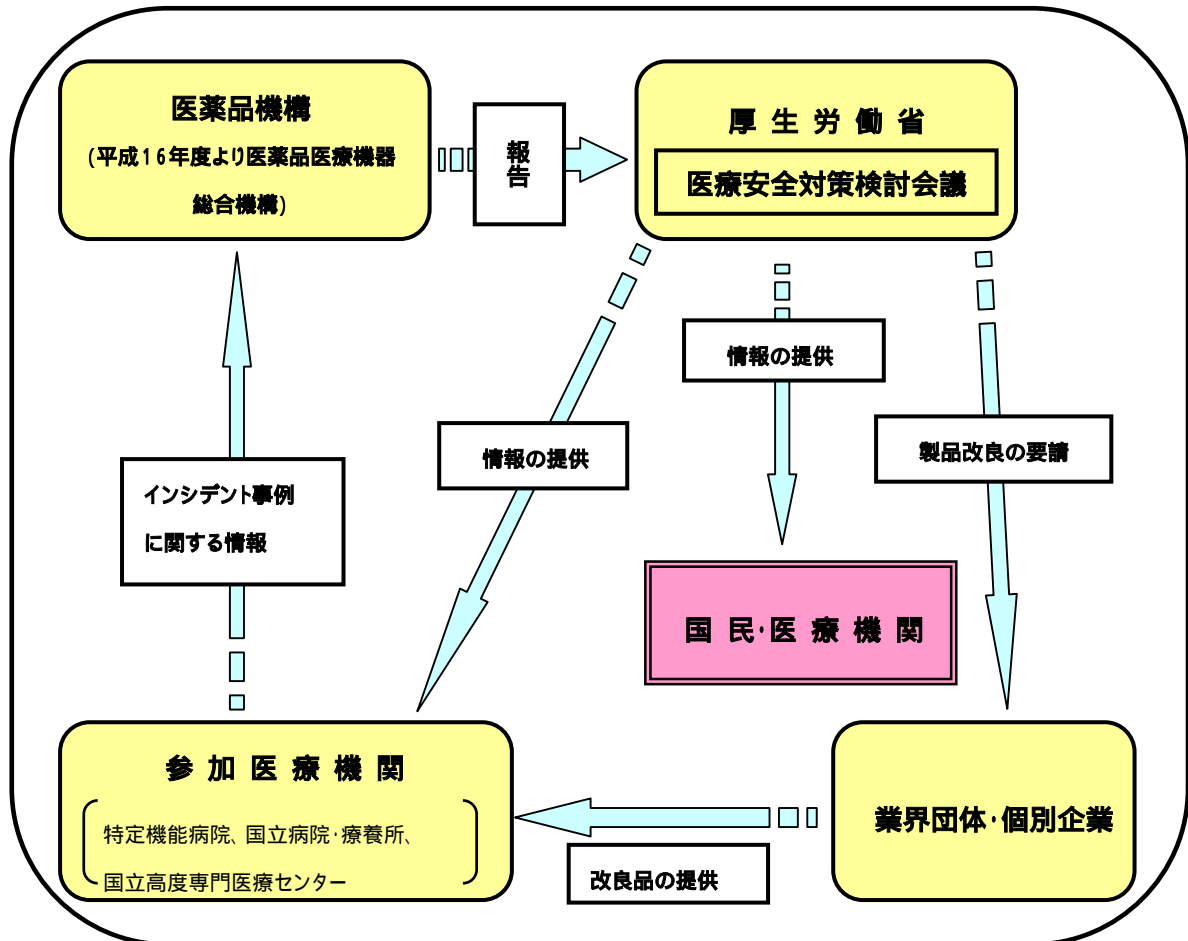 医薬品機構
(平成16年度より医薬品医療機器
総合機構)
報告
厚生労働省
医療安全対策検討会議
情報の提供
情報の提供
製品改良の要請
インシデント事例
に関する情報
国民・医療機関
参加医療機関
特定機能病院、国立病院・療養所、
国立高度専門医療センター
業界団体・個別企業
改良品の提供